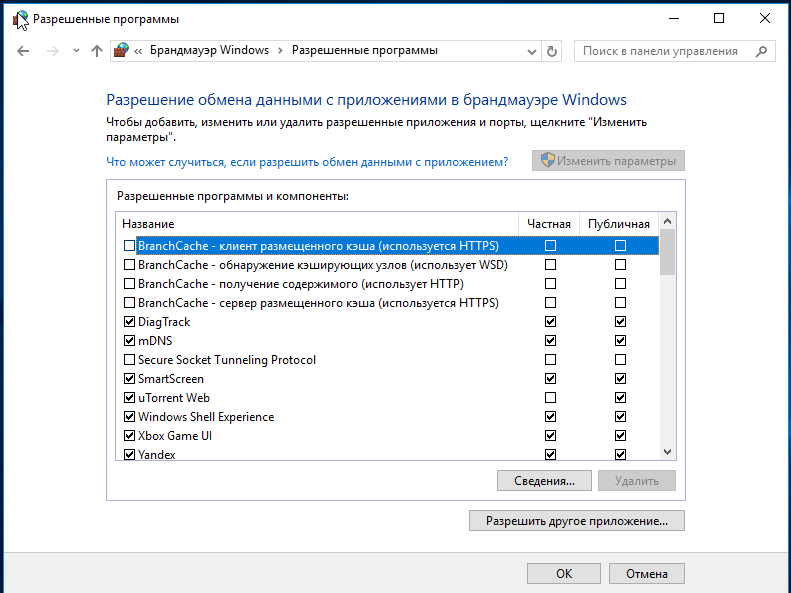 Разрешенные программы
« Брандмауэр Windows › Разрешенные программы
Поиск в панели управления
Разрешение обмена данными с приложениями в брандмауэре Windows
Чтобы добавить, изменить или удалить разрешенные приложения и порты, щелкните "Изменить
параметры".
Что может случиться, если разрешить обмен данными с приложением?
Изменить параметры
Разрешенные программы и компоненты:
Название Частная Публичная
BranchCache - клиент размещенного кэша (используется HTTPS)
BranchCache - обнаружение кэширующих узлов (использует WSD)
BranchCache - получение содержимого (использует HTTP)
BranchCache - сервер размещенного кэша (используется HTTPS)
DiagTrack
mDNS
Secure Socket Tunneling Protocol
SmartScreen
uTorrent Web
Windows Shell Experience
Xbox Game UI
Yandex
Сведения... Удалить
Разрешить другое приложение...
OK Отмена